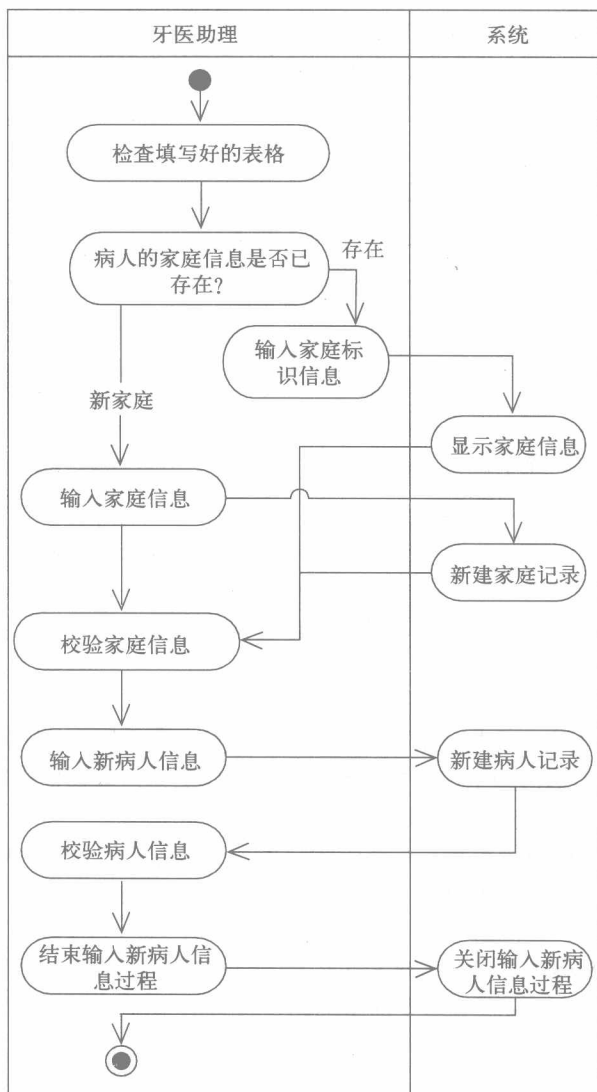 牙医助理
系统
检查填写好的表格
病人的家庭信息是否已
存在?
存在
输入家庭标
识信息
新家庭
显示家庭信息
输入家庭信息
新建家庭记录
校验家庭信息
输入新病人信息
新建病人记录
校验病人信息
结束输入新病人信
息过程
关闭输入新病
人信息过程